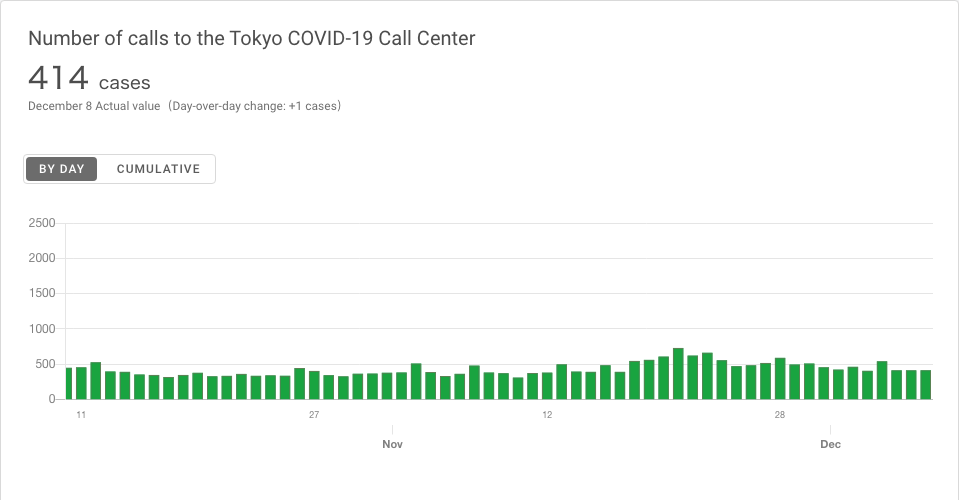 Number of calls to the Tokyo COVID-19 Call Center
414 cases
December 8 Actual value (Day-over-day change: +1 cases)
BY DAY CUMULATIVE
2500
2000
1500
1000
500
0
11 27 12 28
Nov Dec